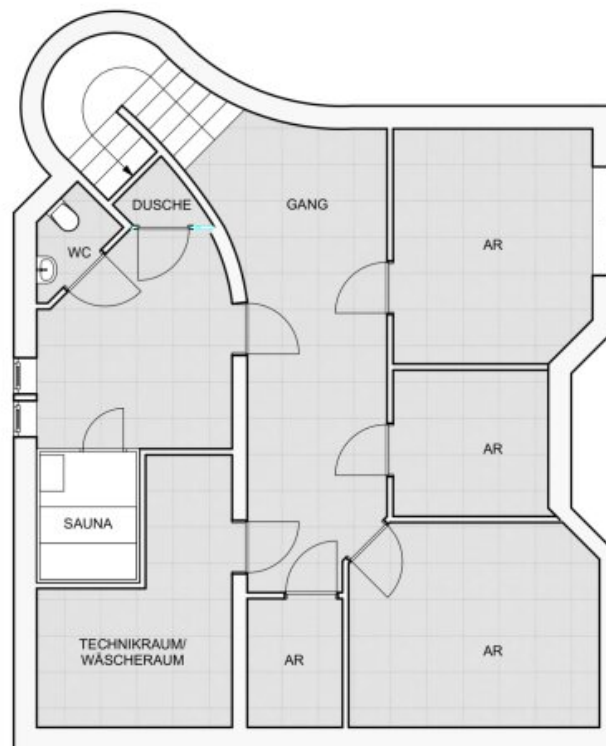 DUSCHE
GANG
WC
AR
AR
SAUNA
TECHNIKRAUM/
WÄSCHERAUM
AR
AR